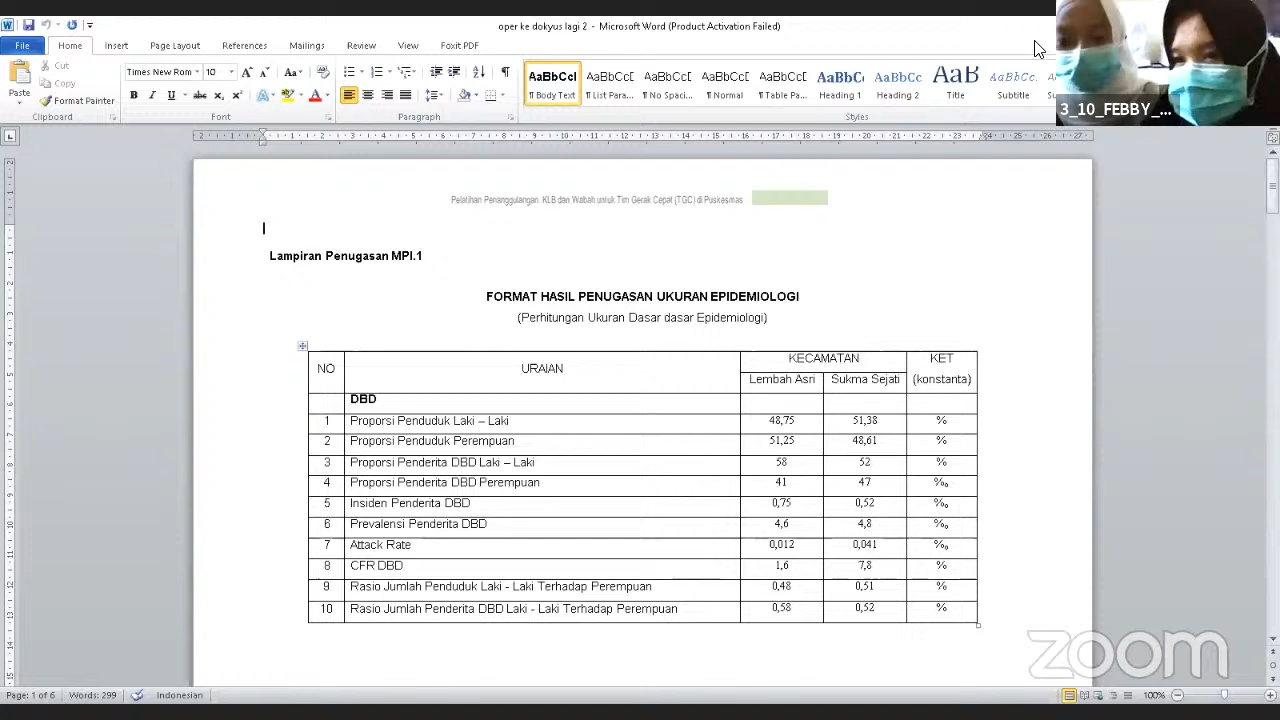 oper ke dokyus lagi 2 - Microsoft Word (Product Activation Failed)
File Home Insert Page Layout References Mailings Review View Foxit PDF
Paste
Cut
Copy
Format Painter
Clipboard
Times New Rom 10
Font
Paragraph
AaBbCcI AaBbCcD AaBbCcD AaBbCcD AaBbCcD AaBbCc AaBbCc AaB AaBbCc.
¶ Body Text ¶ List Para... ¶ No Spaci... ¶ Normal ¶ Table Pa... Heading 1 Heading 2 Title Subtitle
Styles
3_10_FEBBY_...
Pelatihan Penanggulangan KLB dan Wabah untuk Tim Gerak Cepat (TGC) di Puskesmas
Lampiran Penugasan MPI.1
FORMAT HASIL PENUGASAN UKURAN EPIDEMIOLOGI
(Perhitungan Ukuran Dasar dasar Epidemiologi)
NO URAIAN KECAMATAN KET
Lembah Asri Sukma Sejati (konstanta)
DBD
1 Proporsi Penduduk Laki – Laki 48,75 51,38 %
2 Proporsi Penduduk Perempuan 51,25 48,61 %
3 Proporsi Penderita DBD Laki – Laki 58 52 %
4 Proporsi Penderita DBD Perempuan 41 47 ‰
5 Insiden Penderita DBD 0,75 0,52 ‰
6 Prevalensi Penderita DBD 4,6 4,8 ‰
7 Attack Rate 0,012 0,041 ‰
8 CFR DBD 1,6 7,8 %
9 Rasio Jumlah Penduduk Laki - Laki Terhadap Perempuan 0,48 0,51 %
10 Rasio Jumlah Penderita DBD Laki - Laki Terhadap Perempuan 0,58 0,52 %
zoom
Page: 1 of 6 Words: 299 Indonesian 100%